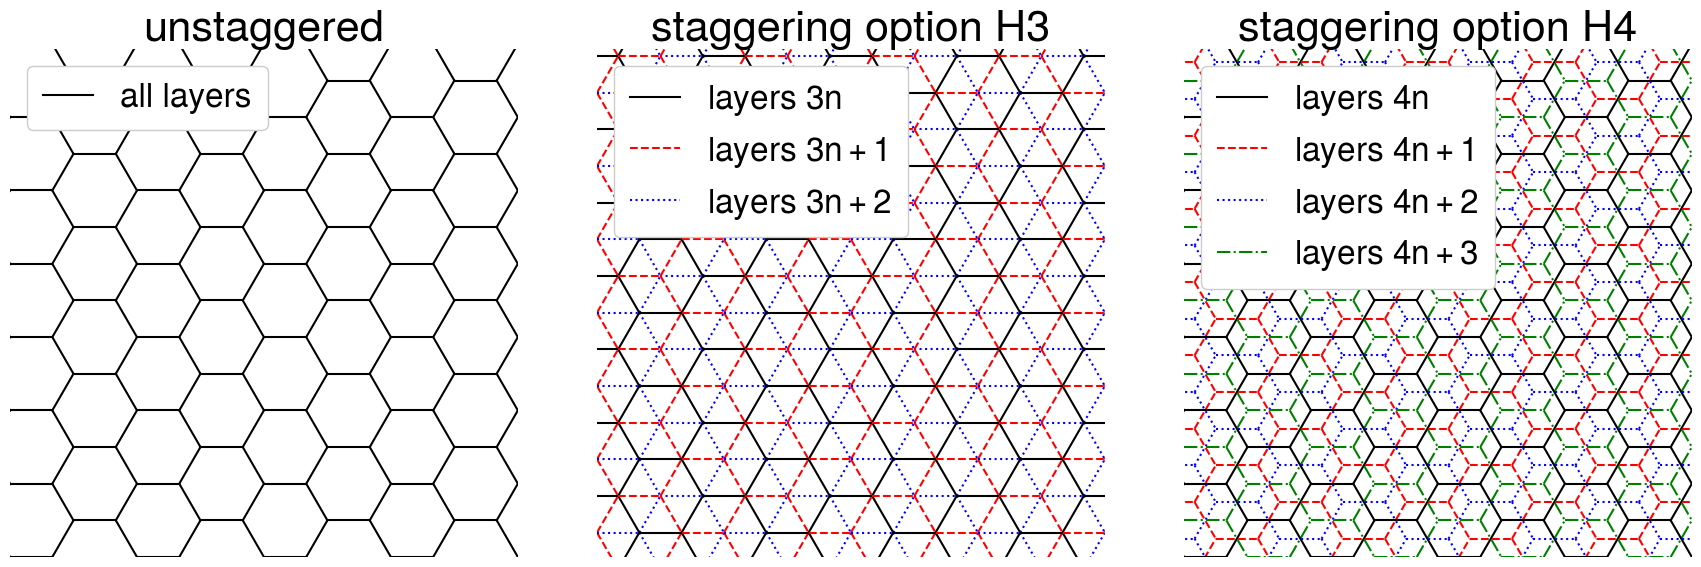 unstaggered
all layers
staggering option H3
layers 3n
layers 3n + 1
layers 3n + 2
staggering option H4
layers 4n
layers 4n + 1
layers 4n + 2
layers 4n + 3